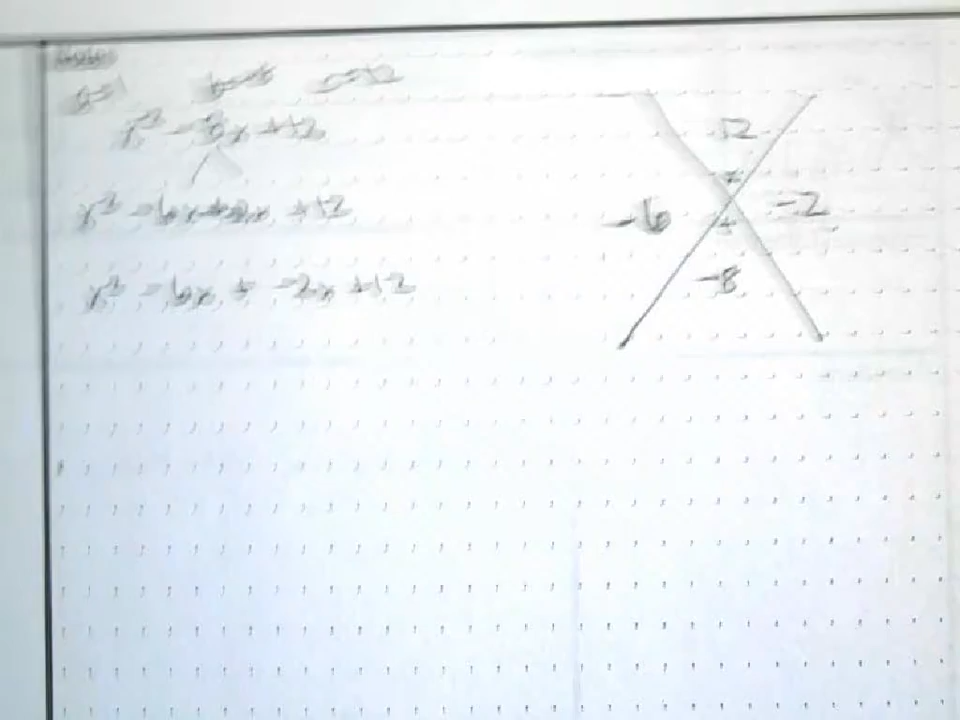 a=1 b=-8 c=12
x² -8x +12
x² -6x+-2x +12
x² -6x + -2x +12
12
×
-6 -2
+
-8